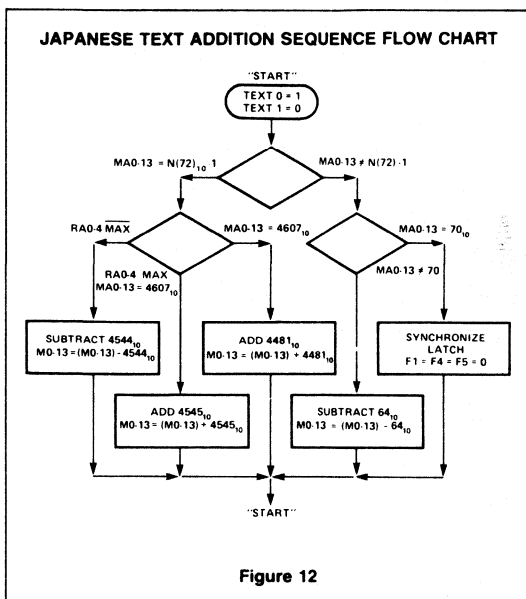 JAPANESE TEXT ADDITION SEQUENCE FLOW CHART
"START"
TEXT 0 = 1
TEXT 1 = 0
MA0-13 = N(72)₁₀-1
MA0-13 ≠ N(72)-1
RA0-4 M̅A̅X̅
MA0-13 = 4607₁₀
MA0-13 = 70₁₀
RA0-4 MAX
MA0-13 = 4607₁₀
MA0-13 ≠ 70
SUBTRACT 4544₁₀
M0-13 = (M0-13) - 4544₁₀
ADD 4481₁₀
M0-13 = (M0-13) + 4481₁₀
SYNCHRONIZE
LATCH
F1 = F4 = F5 = 0
ADD 4545₁₀
M0-13 = (M0-13) + 4545₁₀
SUBTRACT 64₁₀
M0-13 = (M0-13) - 64₁₀
"START"
Figure 12